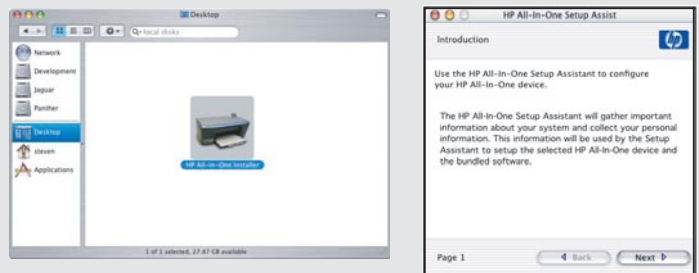 Desktop
Q- local disks
Network
Development
Jaguar
Panther
Desktop
steven
Applications
HP All-in-One Installer
1 of 1 selected, 27.87 GB available
HP All-In-One Setup Assist
Introduction
hp
Use the HP All-In-One Setup Assistant to configure
your HP All-In-One device.
The HP All-In-One Setup Assistant will gather important
information about your system and collect your personal
information. This information will be used by the Setup
Assistant to setup the selected HP All-In-One device and
the bundled software.
Page 1
Back
Next